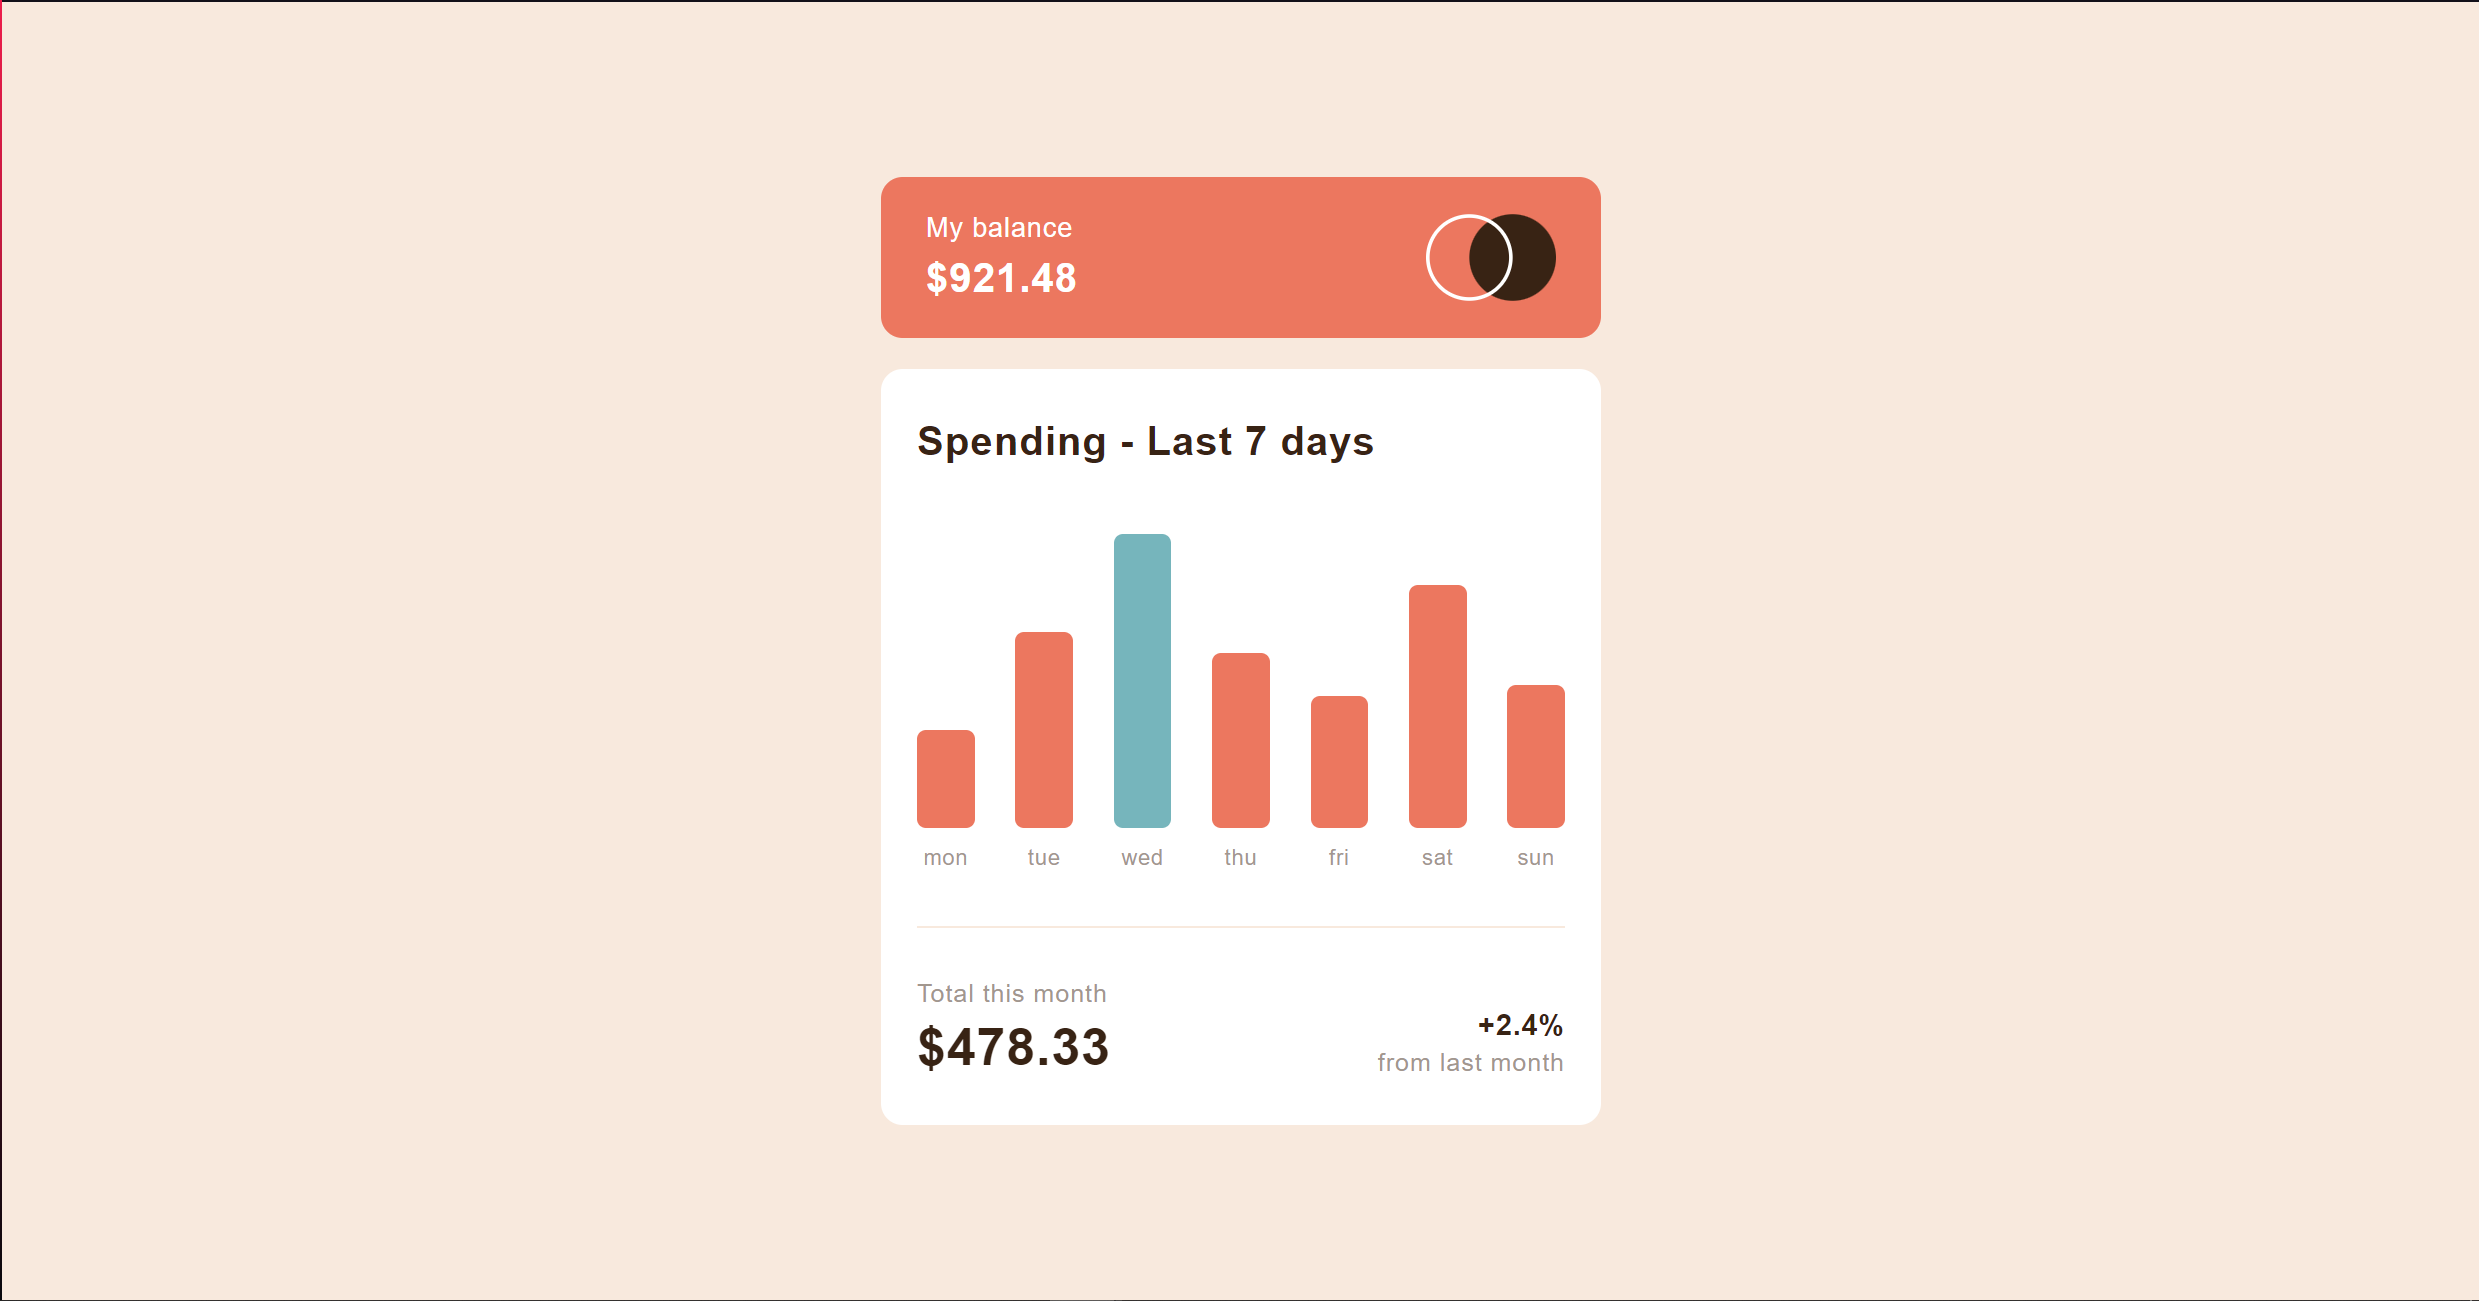 My balance
$921.48
Spending - Last 7 days
mon tue wed thu fri sat sun
Total this month
$478.33
+2.4%
from last month